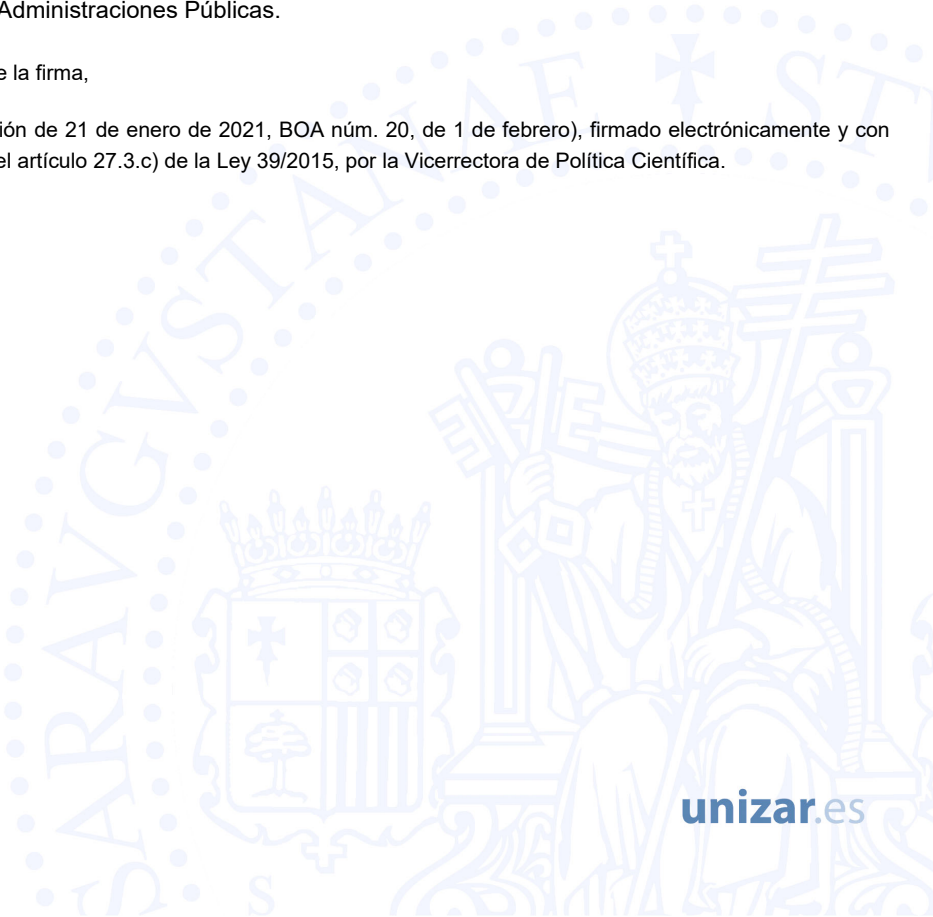 Administraciones Públicas.
e la firma,
ión de 21 de enero de 2021, BOA núm. 20, de 1 de febrero), firmado electrónicamente y con
el artículo 27.3.c) de la Ley 39/2015, por la Vicerrectora de Política Científica.
SARAVGVSTANAE ST
S
unizar.es